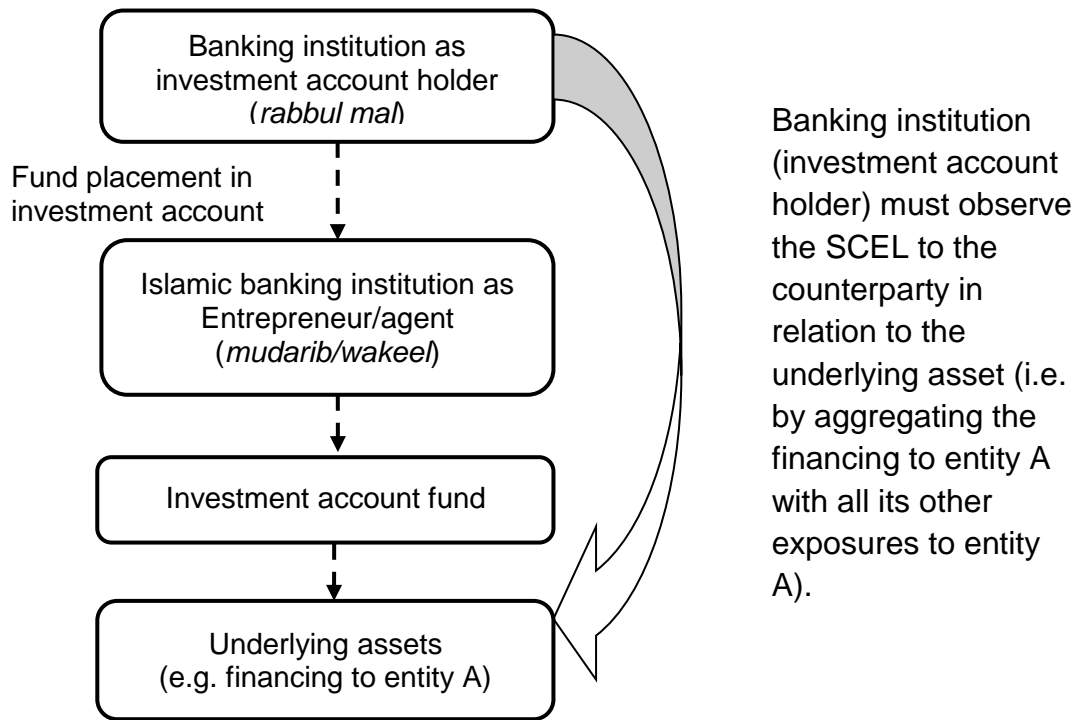 Banking institution as
investment account holder
(rabbul mal)
Fund placement in
investment account
Islamic banking institution as
Entrepreneur/agent
(mudarib/wakeel)
Investment account fund
Underlying assets
(e.g. financing to entity A)
Banking institution
(investment account
holder) must observe
the SCEL to the
counterparty in
relation to the
underlying asset (i.e.
by aggregating the
financing to entity A
with all its other
exposures to entity
A).